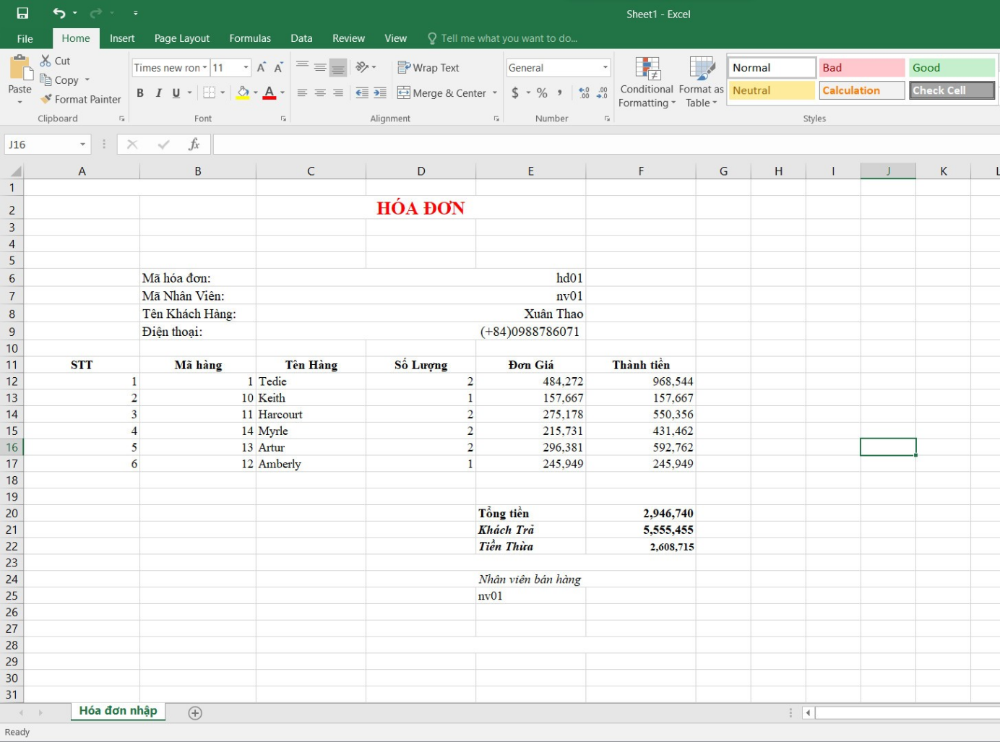 Sheet1 - Excel
File Home Insert Page Layout Formulas Data Review View Tell me what you want to do...
Paste Cut Copy Format Painter
Clipboard
Times new ron 11 A A
B I U A
Font
Wrap Text
Merge & Center
Alignment
General
$ % , .00 .00
Number
Conditional Formatting Format as Table
Normal Bad Good
Neutral Calculation Check Cell
Styles
J16 fx
A B C D E F G H I J K L
1
2 HÓA ĐƠN
3
4
5
6 Mã hóa đơn: hd01
7 Mã Nhân Viên: nv01
8 Tên Khách Hàng: Xuân Thao
9 Điện thoại: (+84)0988786071
10
11 STT Mã hàng Tên Hàng Số Lượng Đơn Giá Thành tiền
12 1 1 Tedie 2 484,272 968,544
13 2 10 Keith 1 157,667 157,667
14 3 11 Harcourt 2 275,178 550,356
15 4 14 Myrle 2 215,731 431,462
16 5 13 Artur 2 296,381 592,762
17 6 12 Amberly 1 245,949 245,949
18
19
20 Tổng tiền 2,946,740
21 Khách Trả 5,555,455
22 Tiền Thừa 2,608,715
23
24 Nhân viên bán hàng
25 nv01
26
27
28
29
30
31
Hóa đơn nhập
Ready